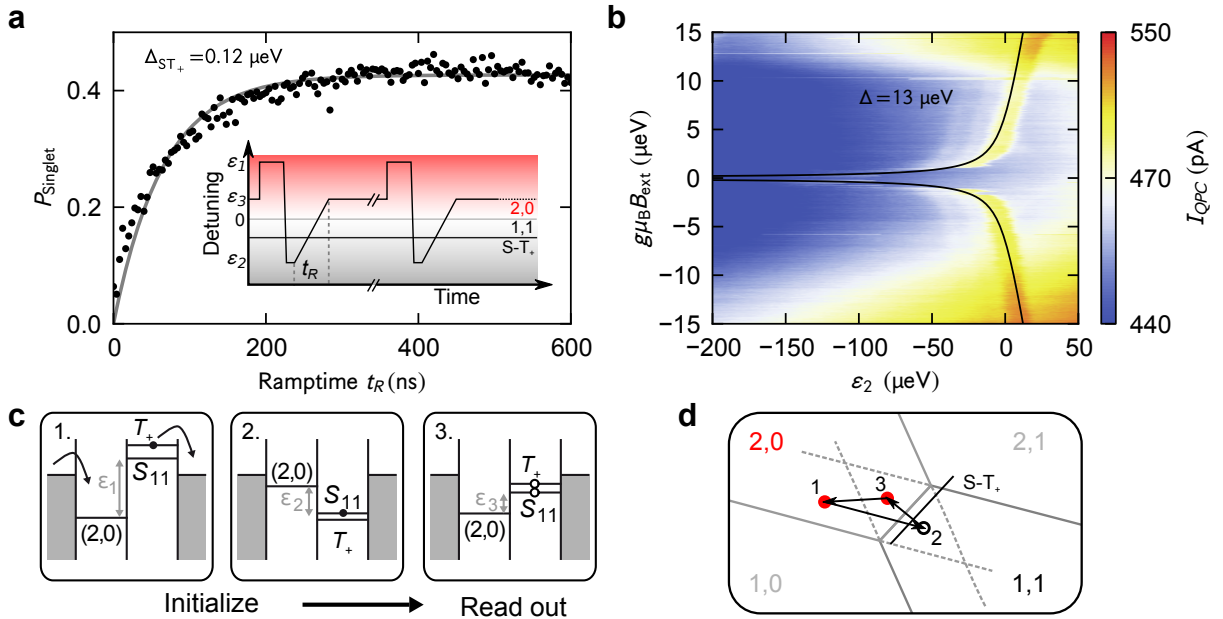 a
Δ_ST₊ = 0.12 µeV
P_Singlet
0.4
0.2
0.0
0
200
400
600
Ramptime t_R (ns)
Detuning
ε₁
ε₃
0
ε₂
2,0
1,1
S-T₊
t_R
Time
b
Δ = 13 µeV
gµ_B B_ext (µeV)
15
10
5
0
−5
−10
−15
−200
−150
−100
−50
0
50
ε₂ (µeV)
550
470
440
I_QPC (pA)
c
1.
T₊
S₁₁
ε₁
(2,0)
2.
(2,0)
S₁₁
ε₂
T₊
3.
T₊
ε₃
S₁₁
(2,0)
Initialize
Read out
d
2,0
2,1
1
3
S-T₊
2
1,0
1,1